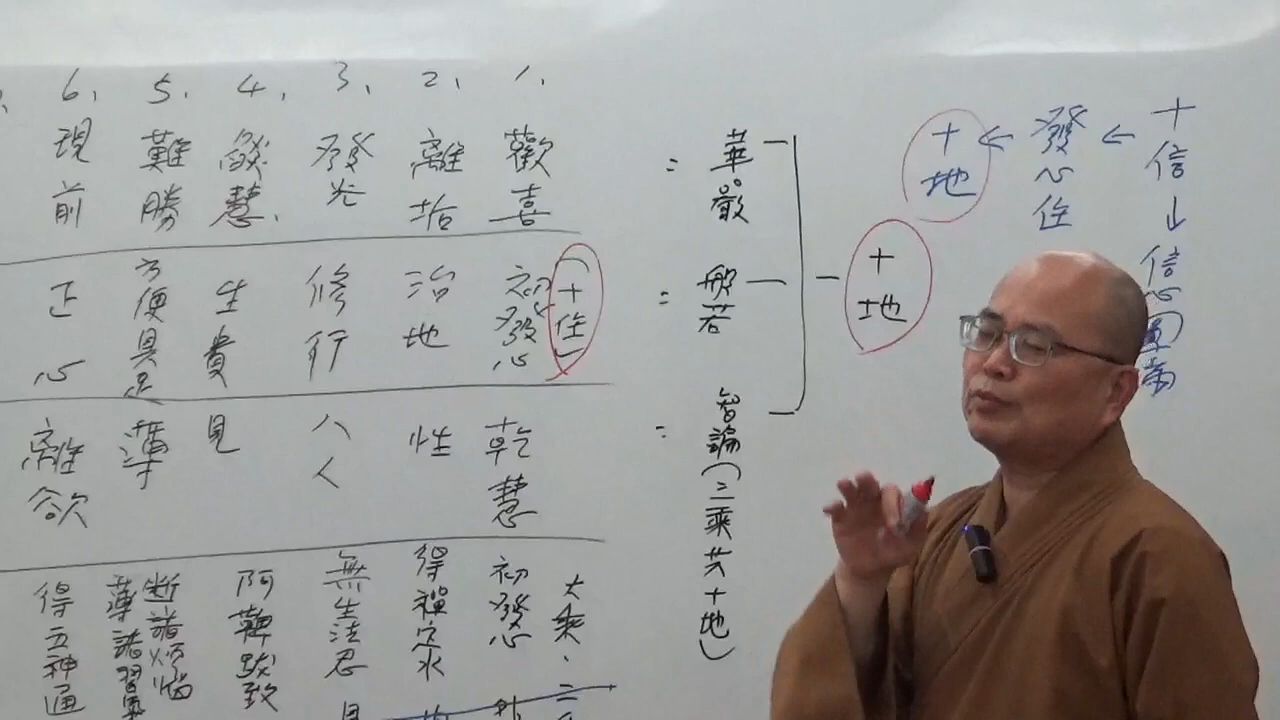 十信→信心圓滿
←
發心住
←
十地
十地
華嚴
般若
智論(三乘共十地)
:
:
:
1、
歡喜
2、
離垢
3、
發光
4、
燄慧、
5、
難勝
6、
現前
(十住)
初發心
治地
修行
生貴
方便具足
正心
乾慧
性
八人
見
薄
離欲
大乘、二
初發心
得禪定水
無生法忍
阿鞞跋致
斷諸煩惱
薄諸習氣
得五神通